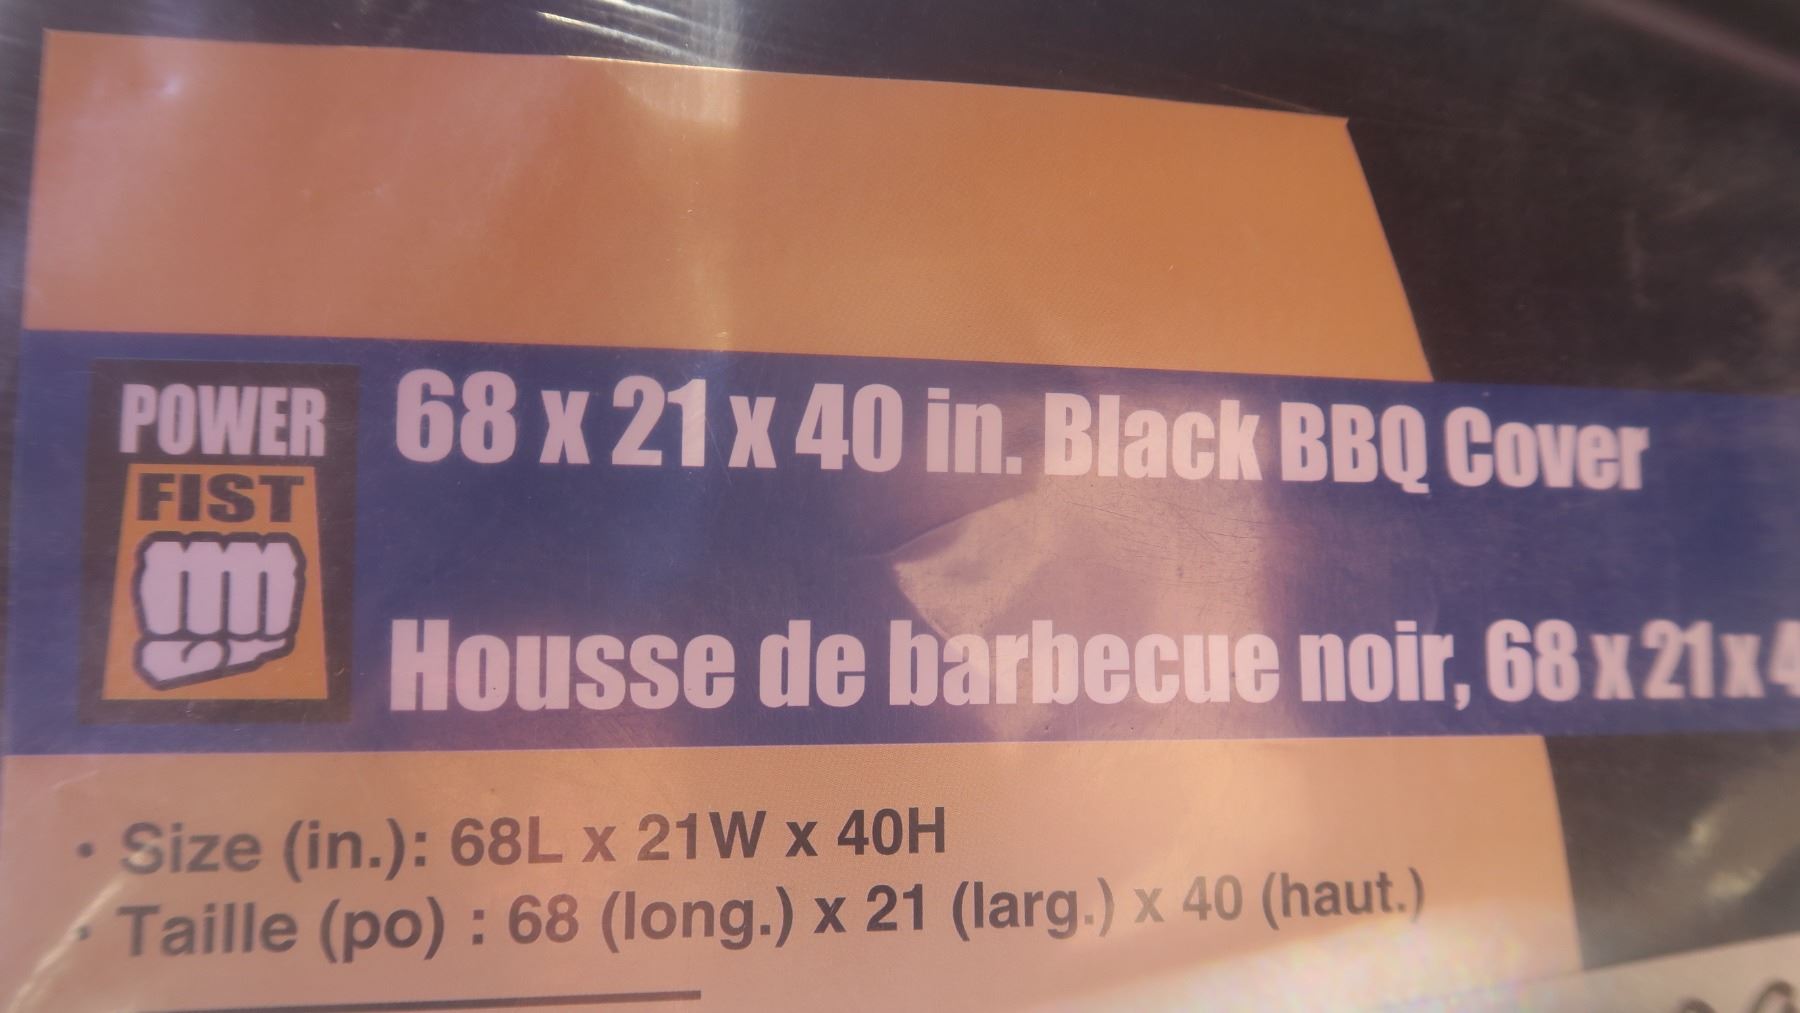 POWER
FIST
68 x 21 x 40 in. Black BBQ Cover
Housse de barbecue noir, 68 x 21 x 4
• Size (in.): 68L x 21W x 40H
• Taille (po) : 68 (long.) x 21 (larg.) x 40 (haut.)